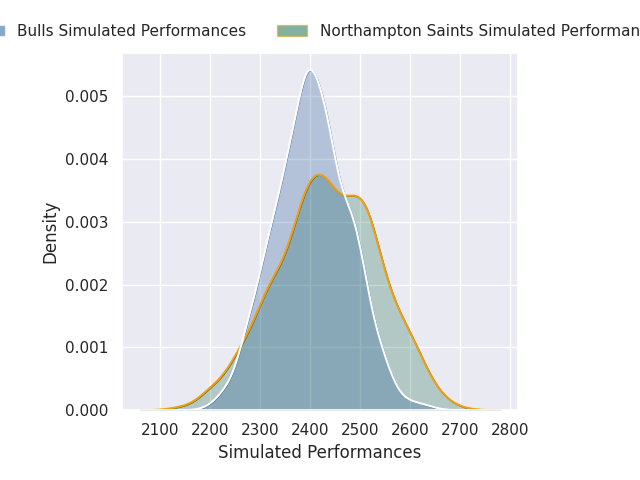 Bulls Simulated Performances
Northampton Saints Simulated
0.005
0.004
0.003
0.002
0.001
0.000
Density
2100 2200 2300 2400 2500 2600 2700 2800
Simulated Performances